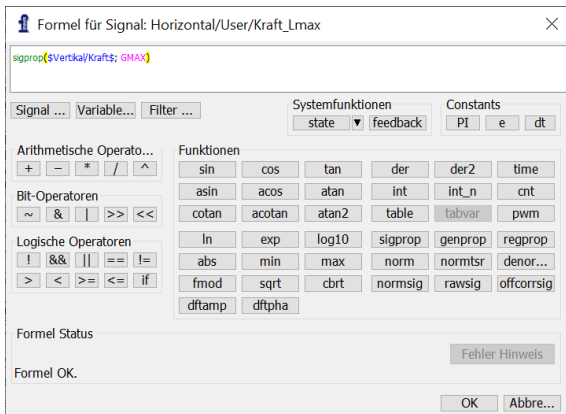 Formel für Signal: Horizontal/User/Kraft_Lmax
sigprop($Vertikal/Kraft$; GMAX)
Signal ... Variable... Filter ...
Systemfunktionen
state feedback
Constants
PI e dt
Arithmetische Operato...
+ − * / ^
Bit-Operatoren
~ & | >> <<
Logische Operatoren
! && || == !=
> < >= <= if
Funktionen
sin cos tan der der2 time
asin acos atan int int_n cnt
cotan acotan atan2 table tabvar pwm
ln exp log10 sigprop genprop regprop
abs min max norm normtsr denor...
fmod sqrt cbrt normsig rawsig offcorrsig
dftamp dftpha
Formel Status
Fehler Hinweis
Formel OK.
OK Abbre...